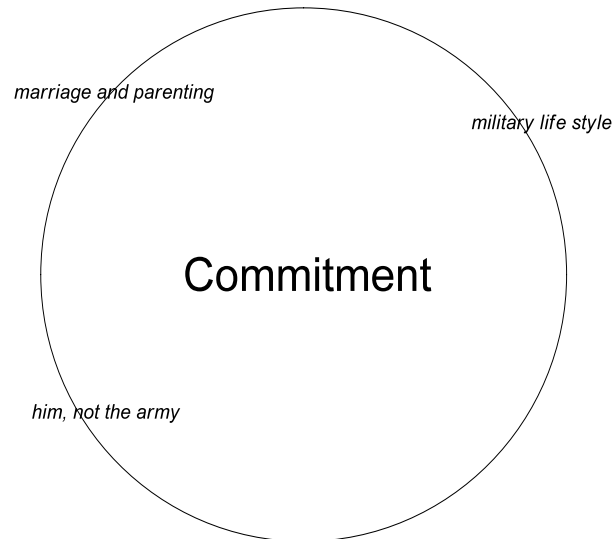 marriage and parenting
military life style
Commitment
him, not the army